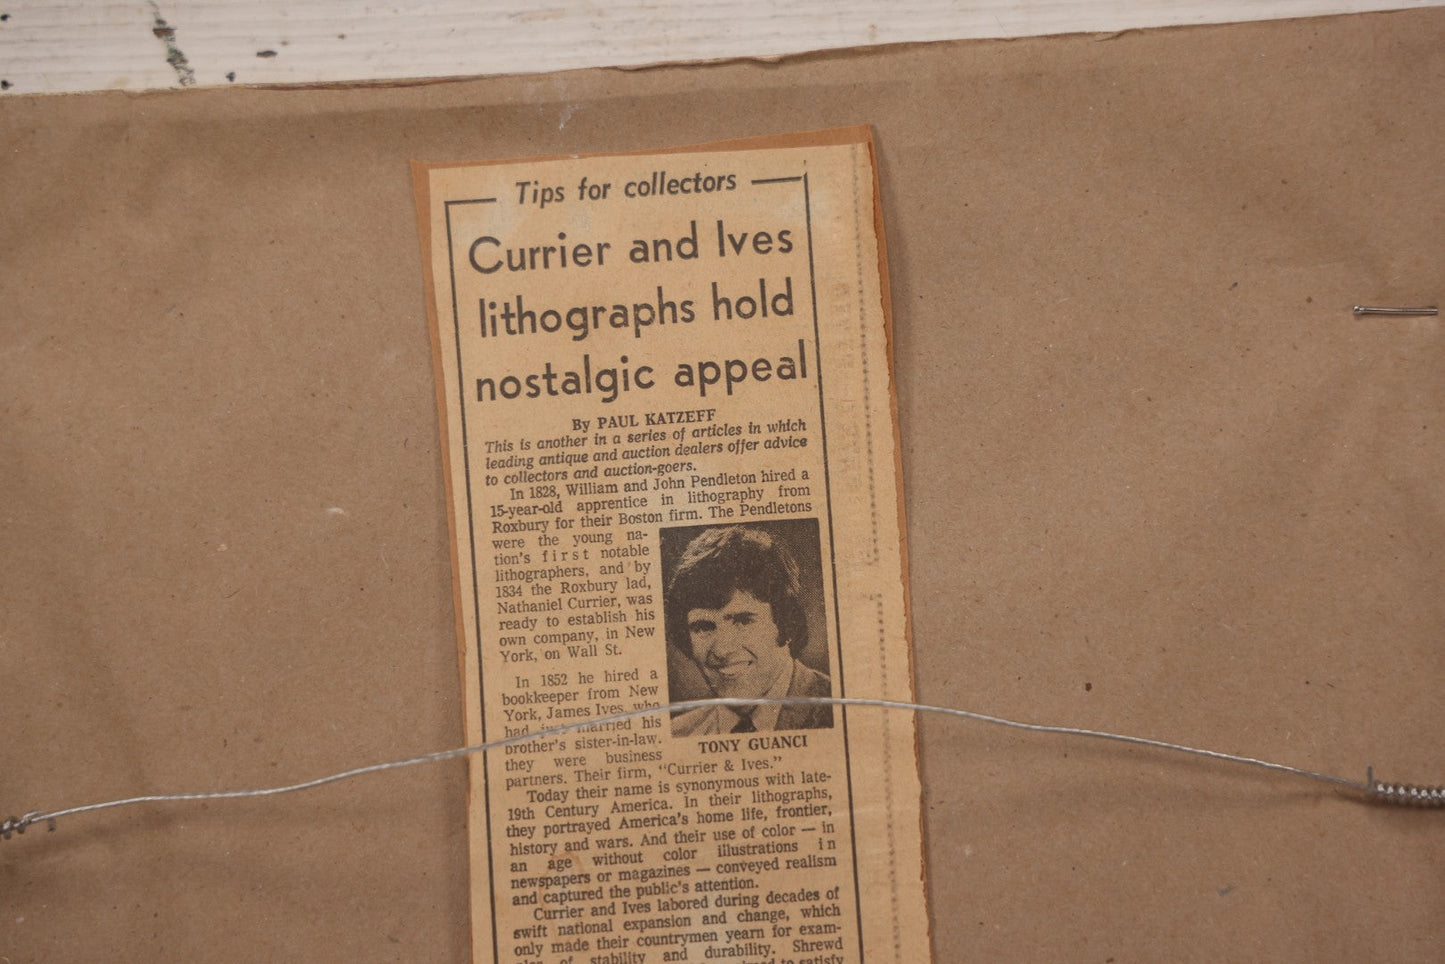 Tips for collectors
Currier and Ives
lithographs hold
nostalgic appeal
By PAUL KATZEFF
This is another in a series of articles in which
leading antique and auction dealers offer advice
to collectors and auction-goers.
In 1828, William and John Pendleton hired a
15-year-old apprentice in lithography from
Roxbury for their Boston firm. The Pendletons
were the young na-
tion's first notable
lithographers, and by
1834 the Roxbury lad,
Nathaniel Currier, was
ready to establish his
own company, in New
York, on Wall St.
In 1852 he hired a
bookkeeper from New
York, James Ives, who
had just married his
brother's sister-in-law.
they were business
partners. Their firm, "Currier & Ives."
TONY GUANCI
Today their name is synonymous with late-
19th Century America. In their lithographs,
they portrayed America's home life, frontier,
history and wars. And their use of color — in
an age without color illustrations in
newspapers or magazines — conveyed realism
and captured the public's attention.
Currier and Ives labored during decades of
swift national expansion and change, which
only made their countrymen yearn for exam-
of stability and durability. Shrewd
to satisfy